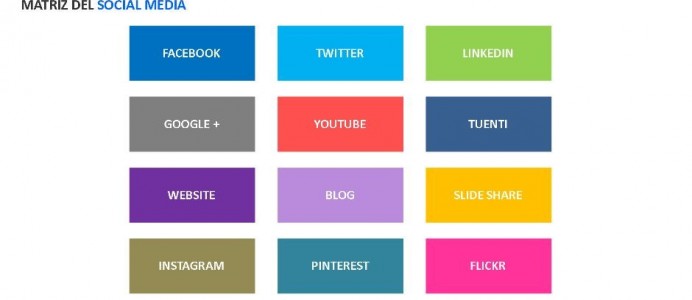 MATRIZ DEL SOCIAL MEDIA
FACEBOOK
TWITTER
LINKEDIN
GOOGLE +
YOUTUBE
TUENTI
WEBSITE
BLOG
SLIDE SHARE
INSTAGRAM
PINTEREST
FLICKR